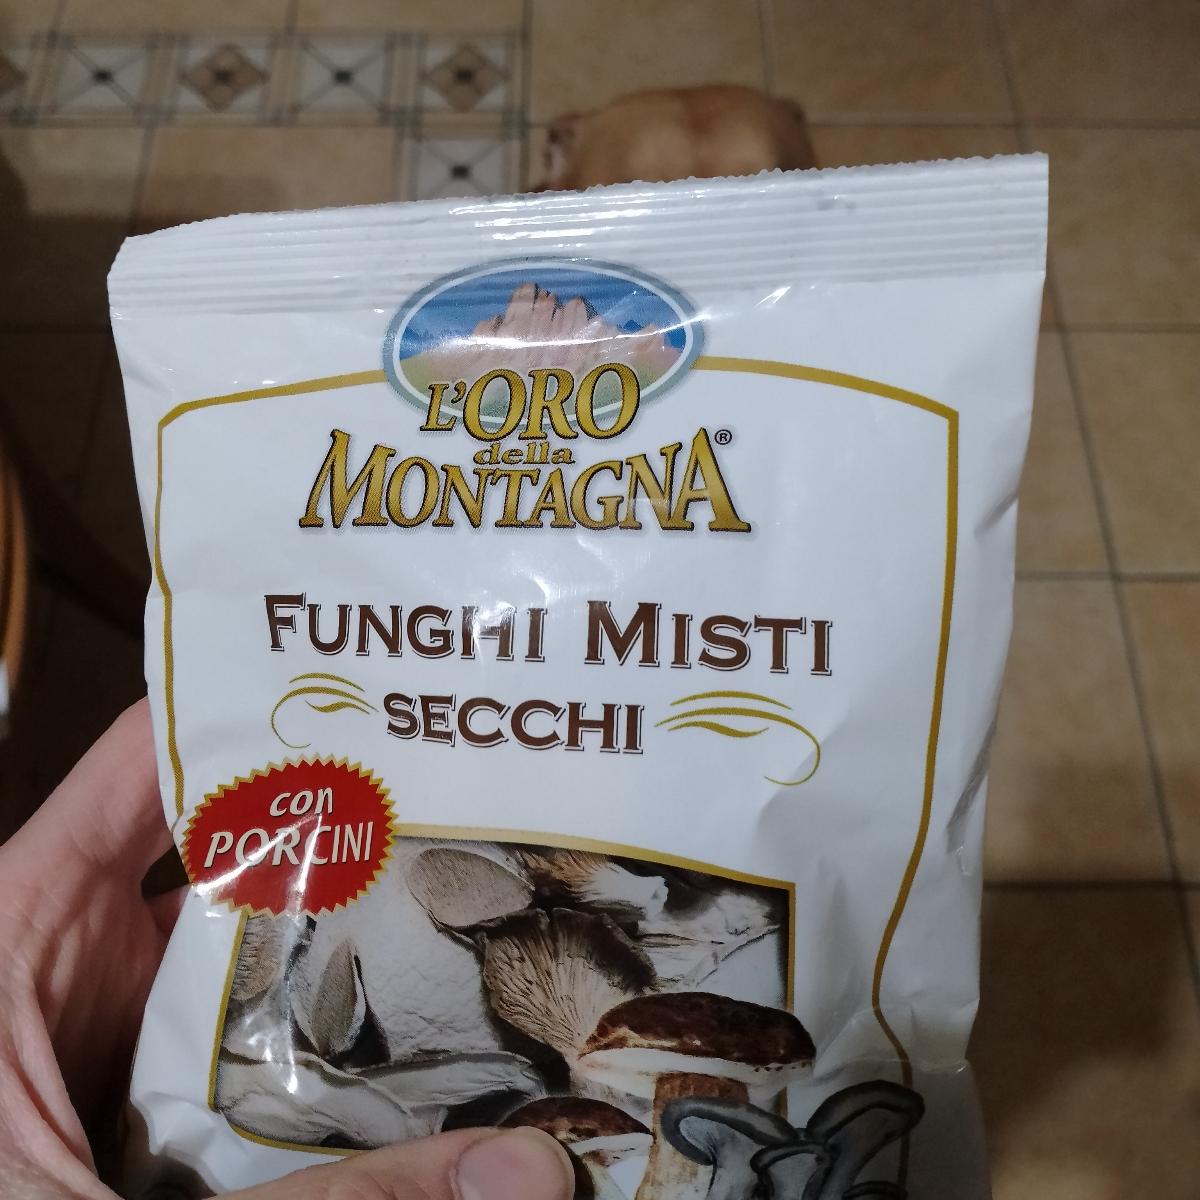 L'ORO
della
MONTAGNA®
FUNGHI MISTI
SECCHI
con
PORCINI